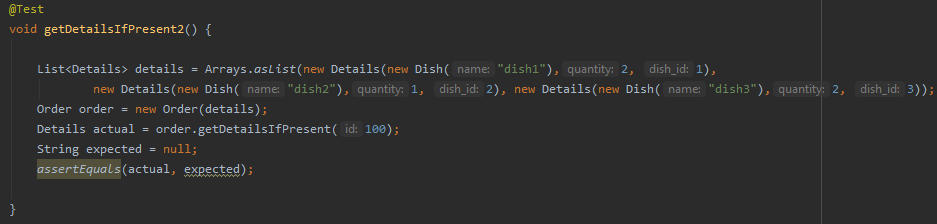 @Test
void getDetailsIfPresent2() {
List<Details> details = Arrays.asList(new Details(new Dish( name: "dish1"), quantity: 2, dish_id: 1),
new Details(new Dish( name: "dish2"), quantity: 1, dish_id: 2), new Details(new Dish( name: "dish3"), quantity: 2, dish_id: 3));
Order order = new Order(details);
Details actual = order.getDetailsIfPresent( id: 100);
String expected = null;
assertEquals(actual, expected);
}